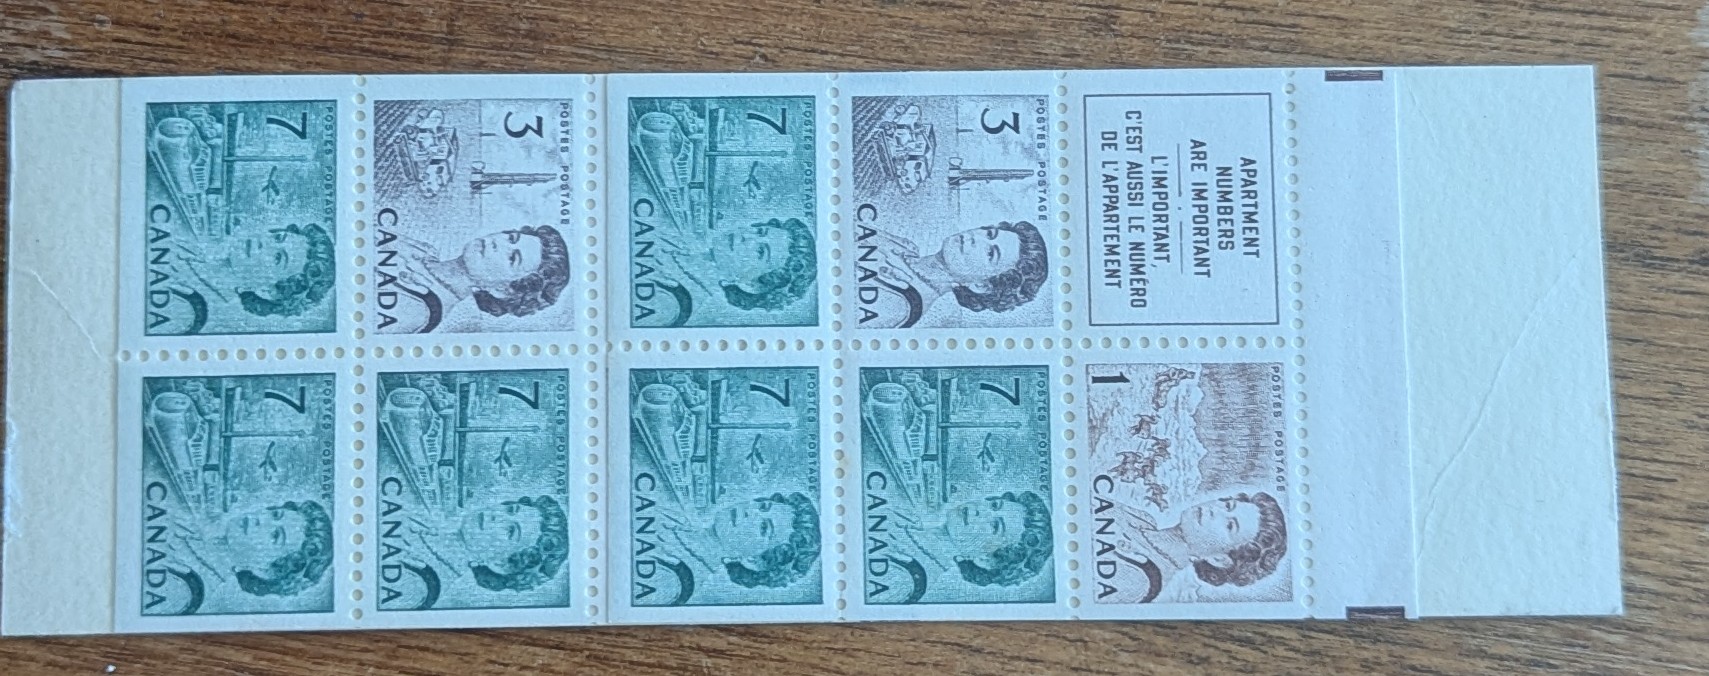 POSTES POSTAGE
7
CANADA
POSTES POSTAGE
3
CANADA
POSTES POSTAGE
7
CANADA
POSTES POSTAGE
3
CANADA
APARTMENT
NUMBERS
ARE IMPORTANT
L'IMPORTANT,
C'EST AUSSI LE NUMÉRO
DE L'APPARTEMENT
POSTES POSTAGE
7
CANADA
POSTES POSTAGE
7
CANADA
POSTES POSTAGE
7
CANADA
POSTES POSTAGE
7
CANADA
POSTES POSTAGE
1
CANADA